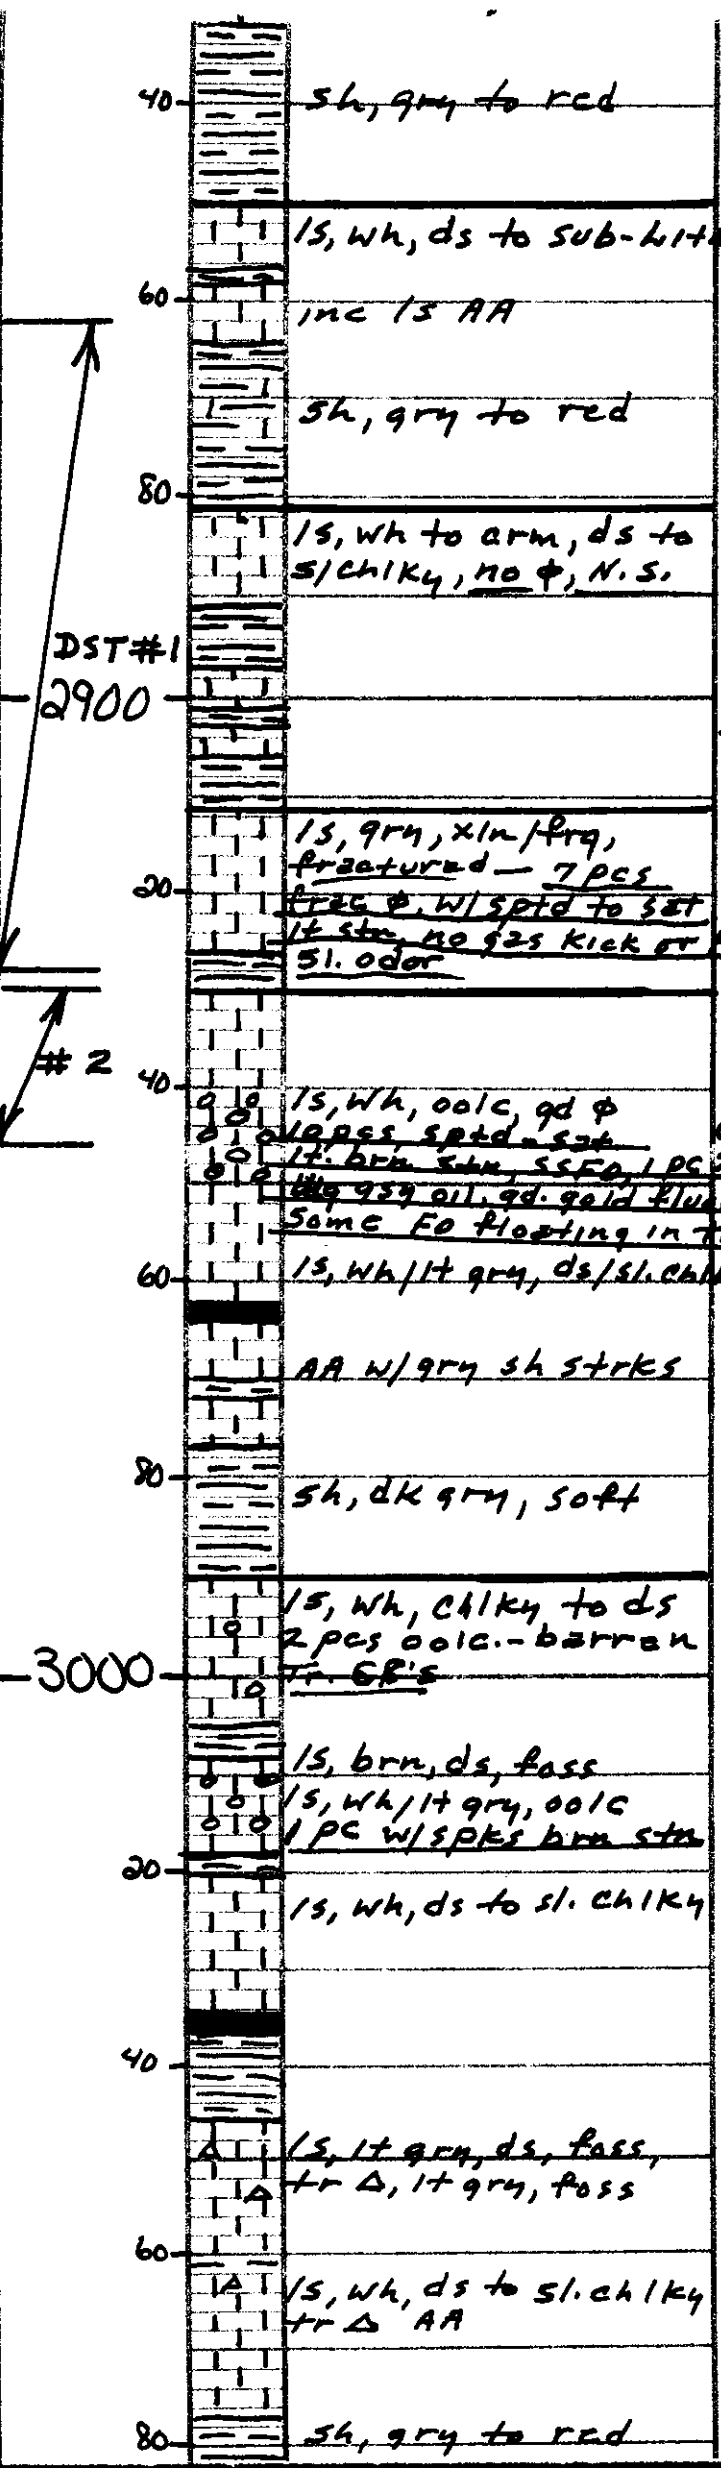 40 sh, gry to red
ls, wh, ds to sub-lith
60 inc ls AA
sh, gry to red
80
ls, wh to crm, ds to
sl chlky, no ϕ, N.S.
DST#1
2900
ls, gry, xln/frg,
fractured — 7 pcs
20 frac ϕ, w/sptd to sat
lt stn, no gas kick or
sl. odor
# 2
40
ls, wh, oolc, gd ϕ
10 pcs, sptd - sat
lt. brn stn, SSFO, 1 pc
gsy oil. gd. gold fluo
Some FO floating in
60 ls, wh/lt gry, ds/sl. chl
AA w/gry sh strks
80
sh, dk gry, soft
ls, wh, chlky to ds
2 pcs oolc. - barren
3000 Tr.
ls, brn, ds, foss
ls, wh/lt gry, oolc
1 pc w/spks brn stn
20
ls, wh, ds to sl. chlky
40
ls, lt gry, ds, foss,
tr Δ, lt gry, foss
60
ls, wh, ds to sl. chlky
tr Δ AA
80 sh, gry to red